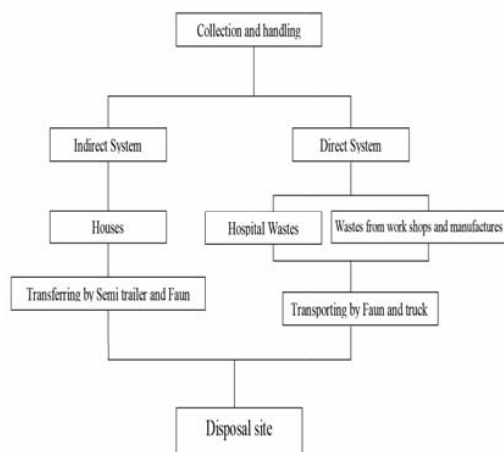 Collection and handling
Indirect System
Direct System
Houses
Hospital Wastes
Wastes from work shops and manufactures
Transferring by Semi trailer and Faun
Transporting by Faun and truck
Disposal site